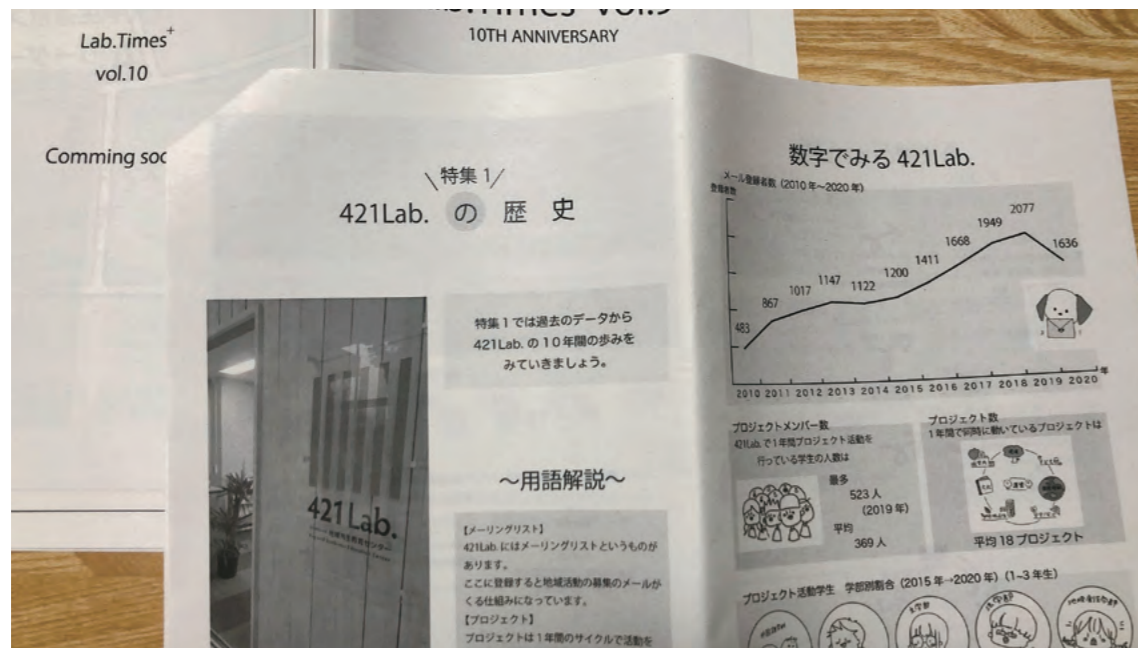 Lab.Times+
vol.10
Comming soo
10TH ANNIVERSARY
\特集1/
421Lab. の 歴 史
特集1では過去のデータから
421Lab. の10年間の歩みを
みていきましょう。
421 Lab.
〜用語解説〜
【メーリングリスト】
421Lab. にはメーリングリストというものが
あります。
ここに登録すると地域活動の募集のメールが
くる仕組みになっています。
【プロジェクト】
プロジェクトは1年間のサイクルで活動を
数字でみる 421Lab.
メール登録者数(2010年〜2020年)
登録者数
483
867
1017
1147
1122
1200
1411
1668
1949
2077
1636
2010 2011 2012 2013 2014 2015 2016 2017 2018 2019 2020 年
プロジェクトメンバー数
421Lab. で1年間プロジェクト活動を
行っている学生の人数は
最多
523人
(2019年)
平均
369人
プロジェクト数
1年間で何時に動いているプロジェクトは
平均18プロジェクト
プロジェクト活動学生 学部別割合(2015年→2020年)(1~3年生)
文学部
法学部
地域創生学群